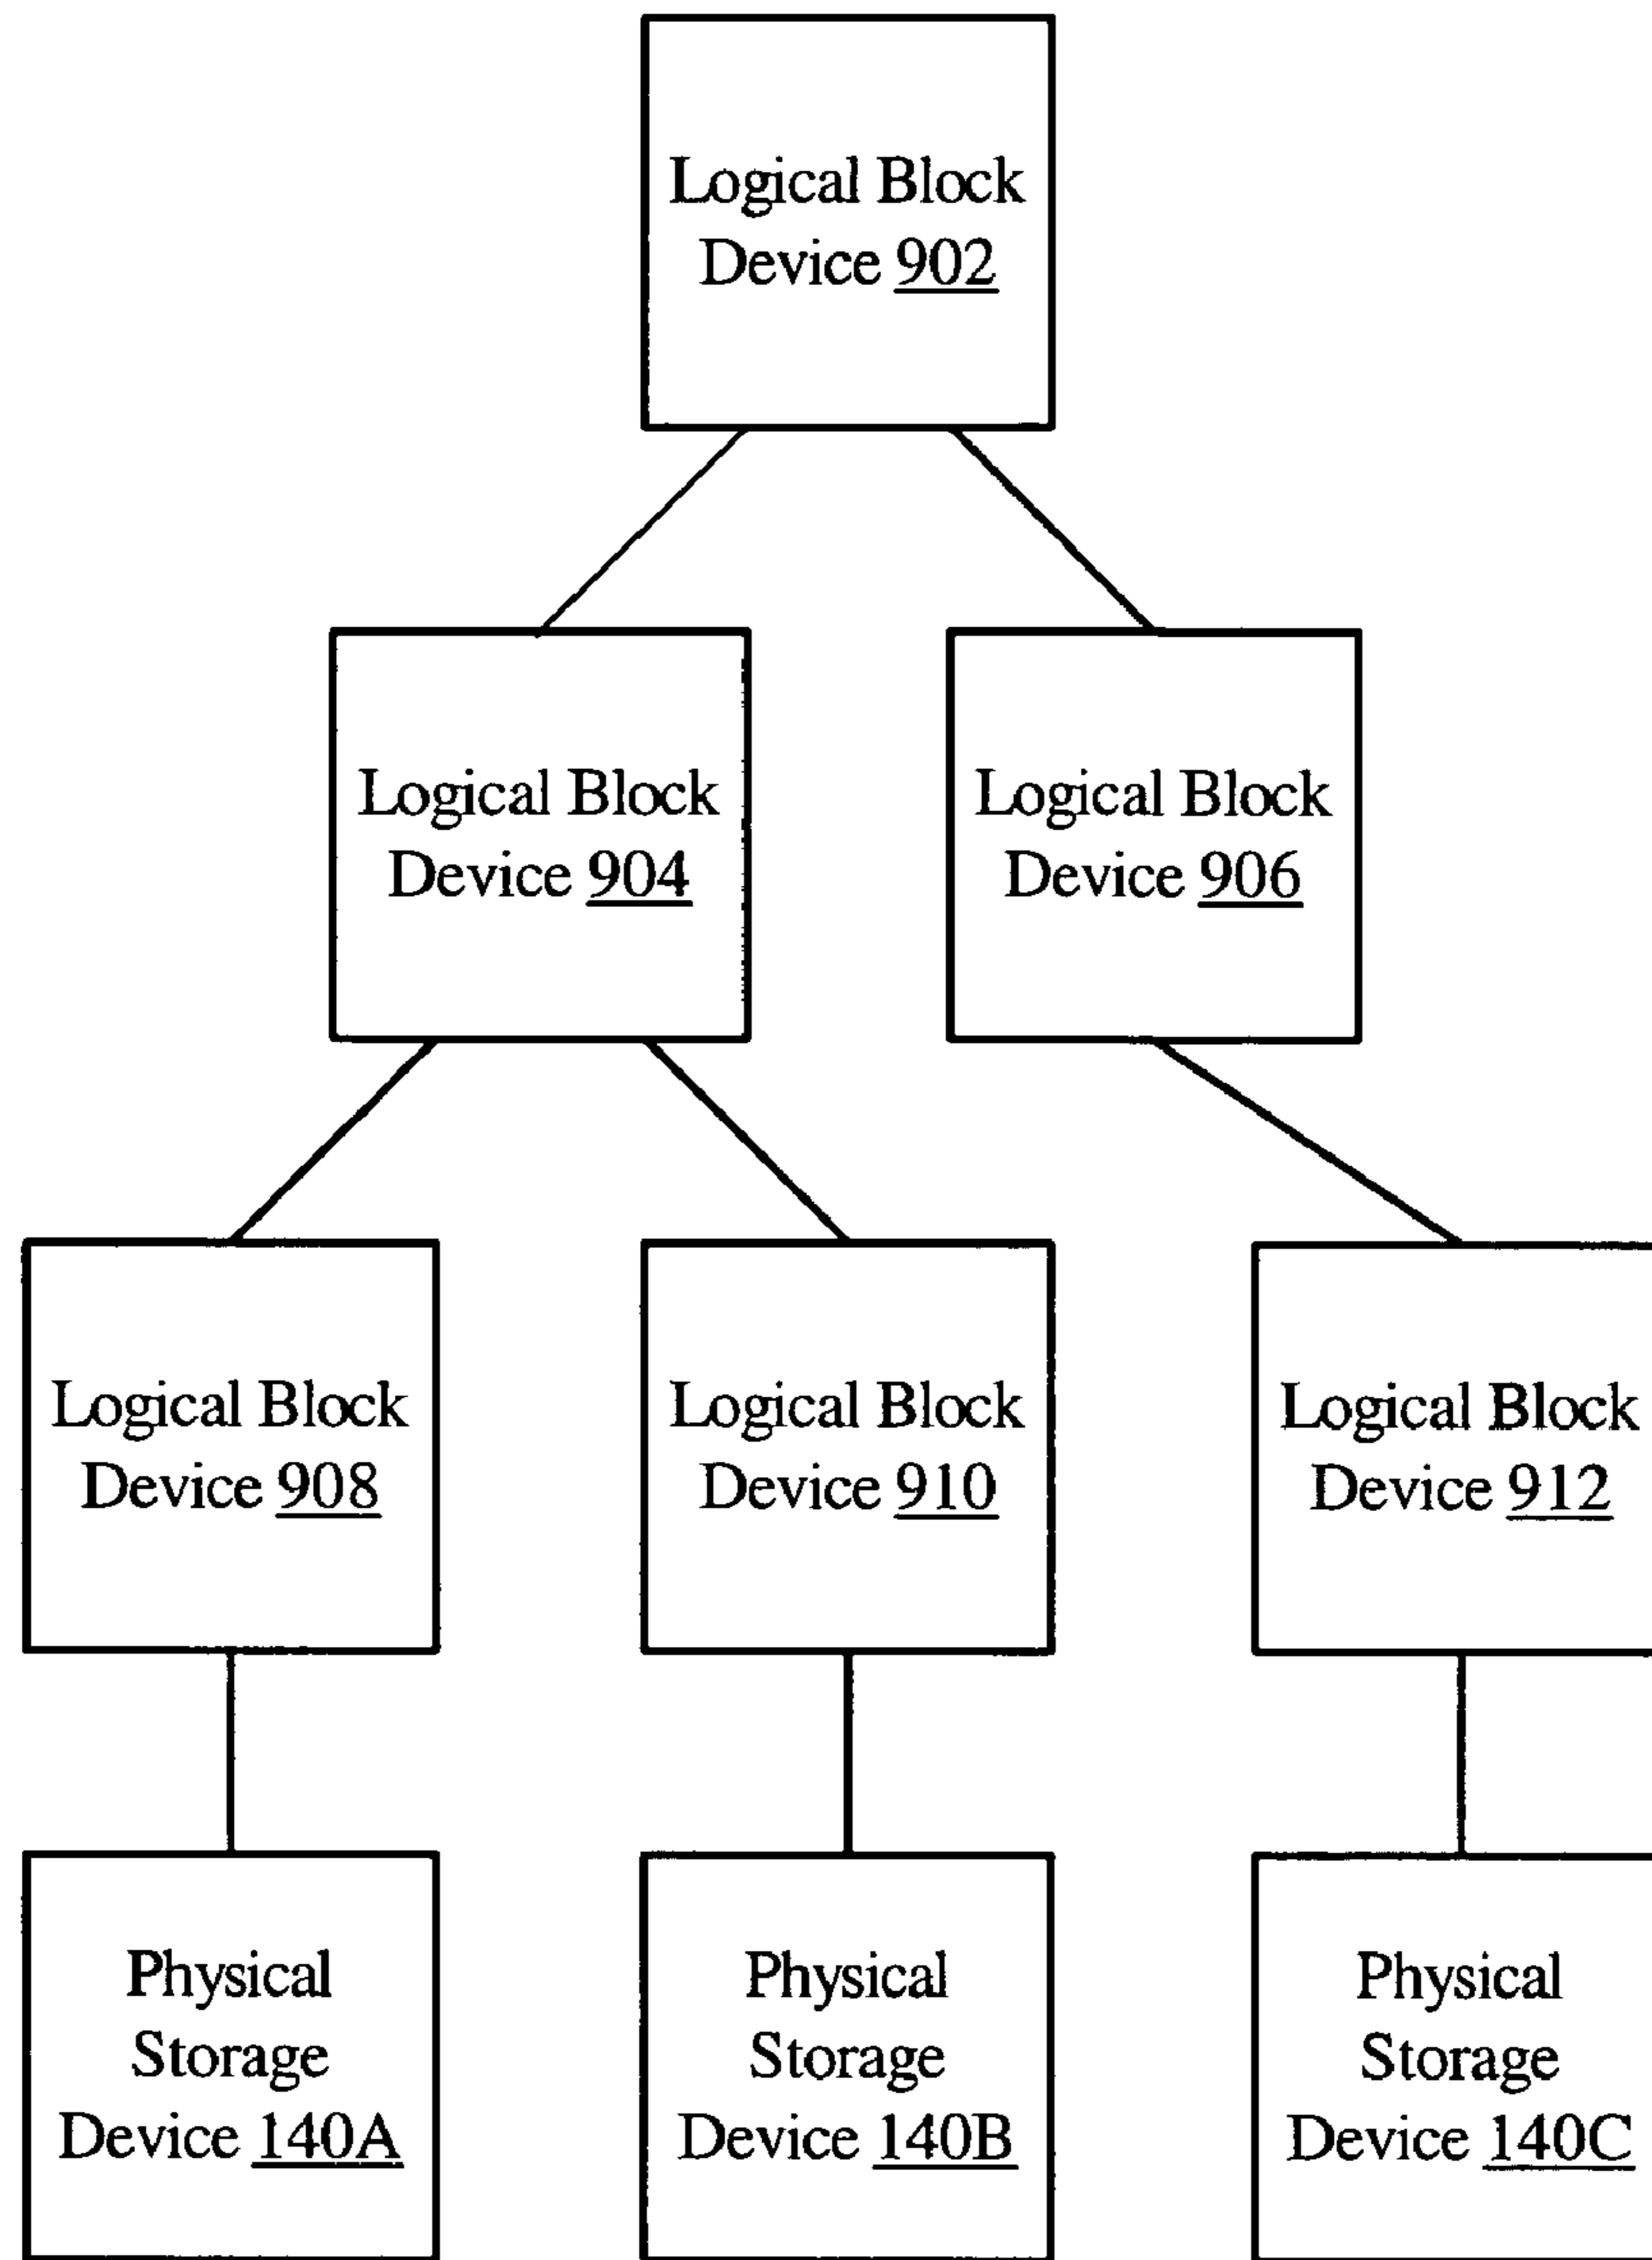 Logical Block
Device 902
Logical Block
Device 904
Logical Block
Device 906
Logical Block
Device 908
Logical Block
Device 910
Logical Block
Device 912
Physical
Storage
Device 140A
Physical
Storage
Device 140B
Physical
Storage
Device 140C